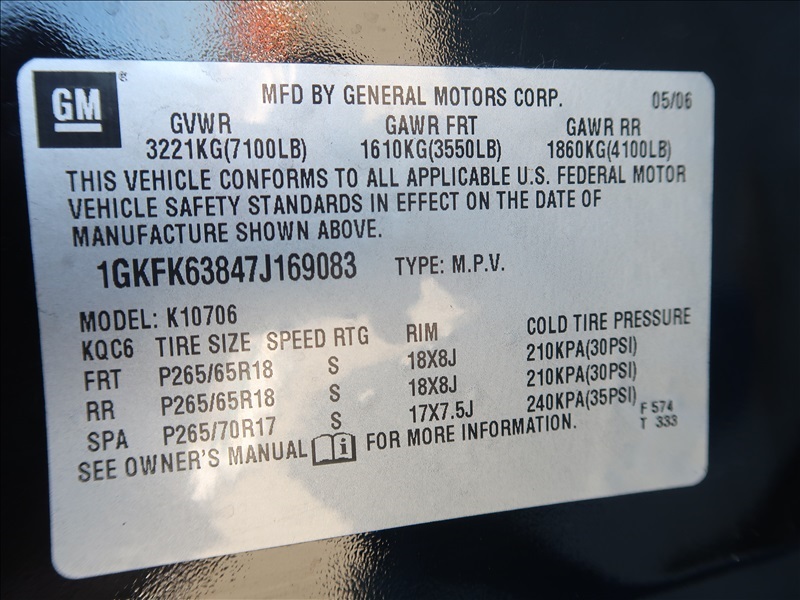 GM ®
MFD BY GENERAL MOTORS CORP. 05/06
GVWR GAWR FRT GAWR RR
3221KG(7100LB) 1610KG(3550LB) 1860KG(4100LB)
THIS VEHICLE CONFORMS TO ALL APPLICABLE U.S. FEDERAL MOTOR
VEHICLE SAFETY STANDARDS IN EFFECT ON THE DATE OF
MANUFACTURE SHOWN ABOVE.
1GKFK63847J169083 TYPE: M.P.V.
MODEL: K10706
KQC6 TIRE SIZE SPEED RTG RIM COLD TIRE PRESSURE
FRT P265/65R18 S 18X8J 210KPA(30PSI)
RR P265/65R18 S 18X8J 210KPA(30PSI)
SPA P265/70R17 S 17X7.5J 240KPA(35PSI)
F 574
T 333
SEE OWNER'S MANUAL i FOR MORE INFORMATION.